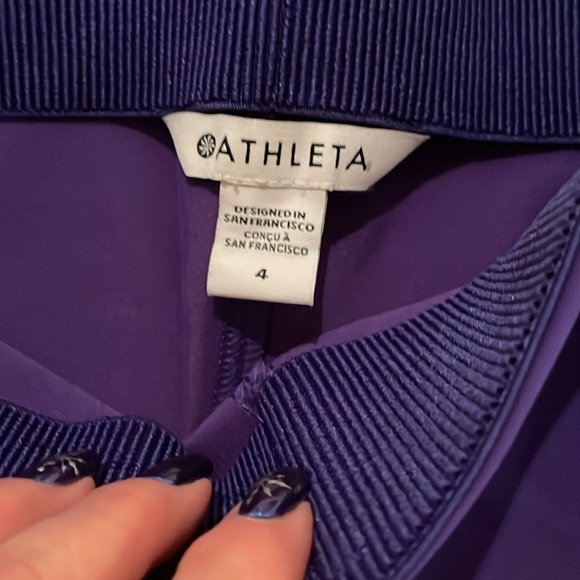 ATHLETA
DESIGNED IN
SAN FRANCISCO
CONÇU À
SAN FRANCISCO
4